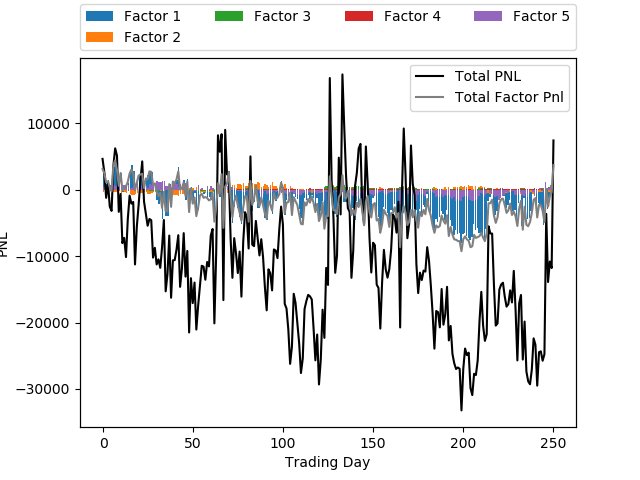 Factor 1 Factor 3 Factor 4 Factor 5
Factor 2
Total PNL
Total Factor Pnl
10000
0
−10000
−20000
−30000
PNL
0 50 100 150 200 250
Trading Day